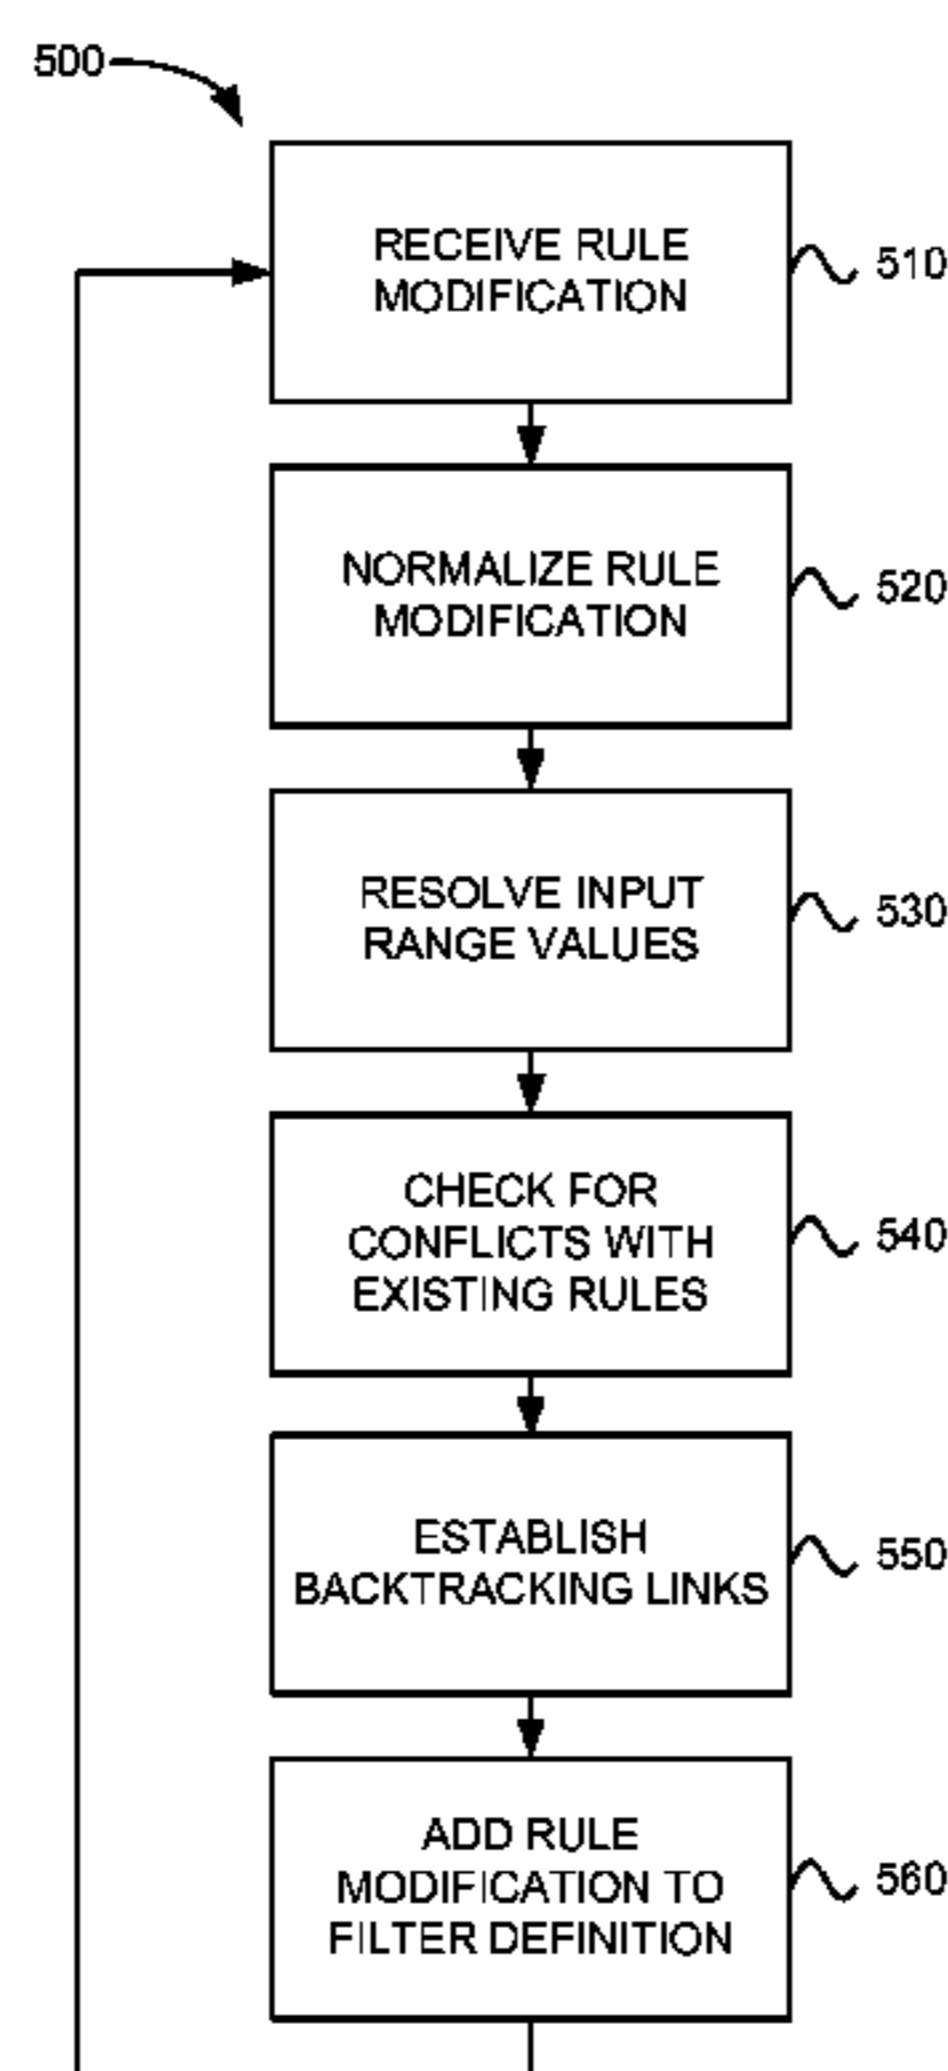 500
RECEIVE RULE
MODIFICATION
510
NORMALIZE RULE
MODIFICATION
520
RESOLVE INPUT
RANGE VALUES
530
CHECK FOR
CONFLICTS WITH
EXISTING RULES
540
ESTABLISH
BACKTRACKING LINKS
550
ADD RULE
MODIFICATION TO
FILTER DEFINITION
560